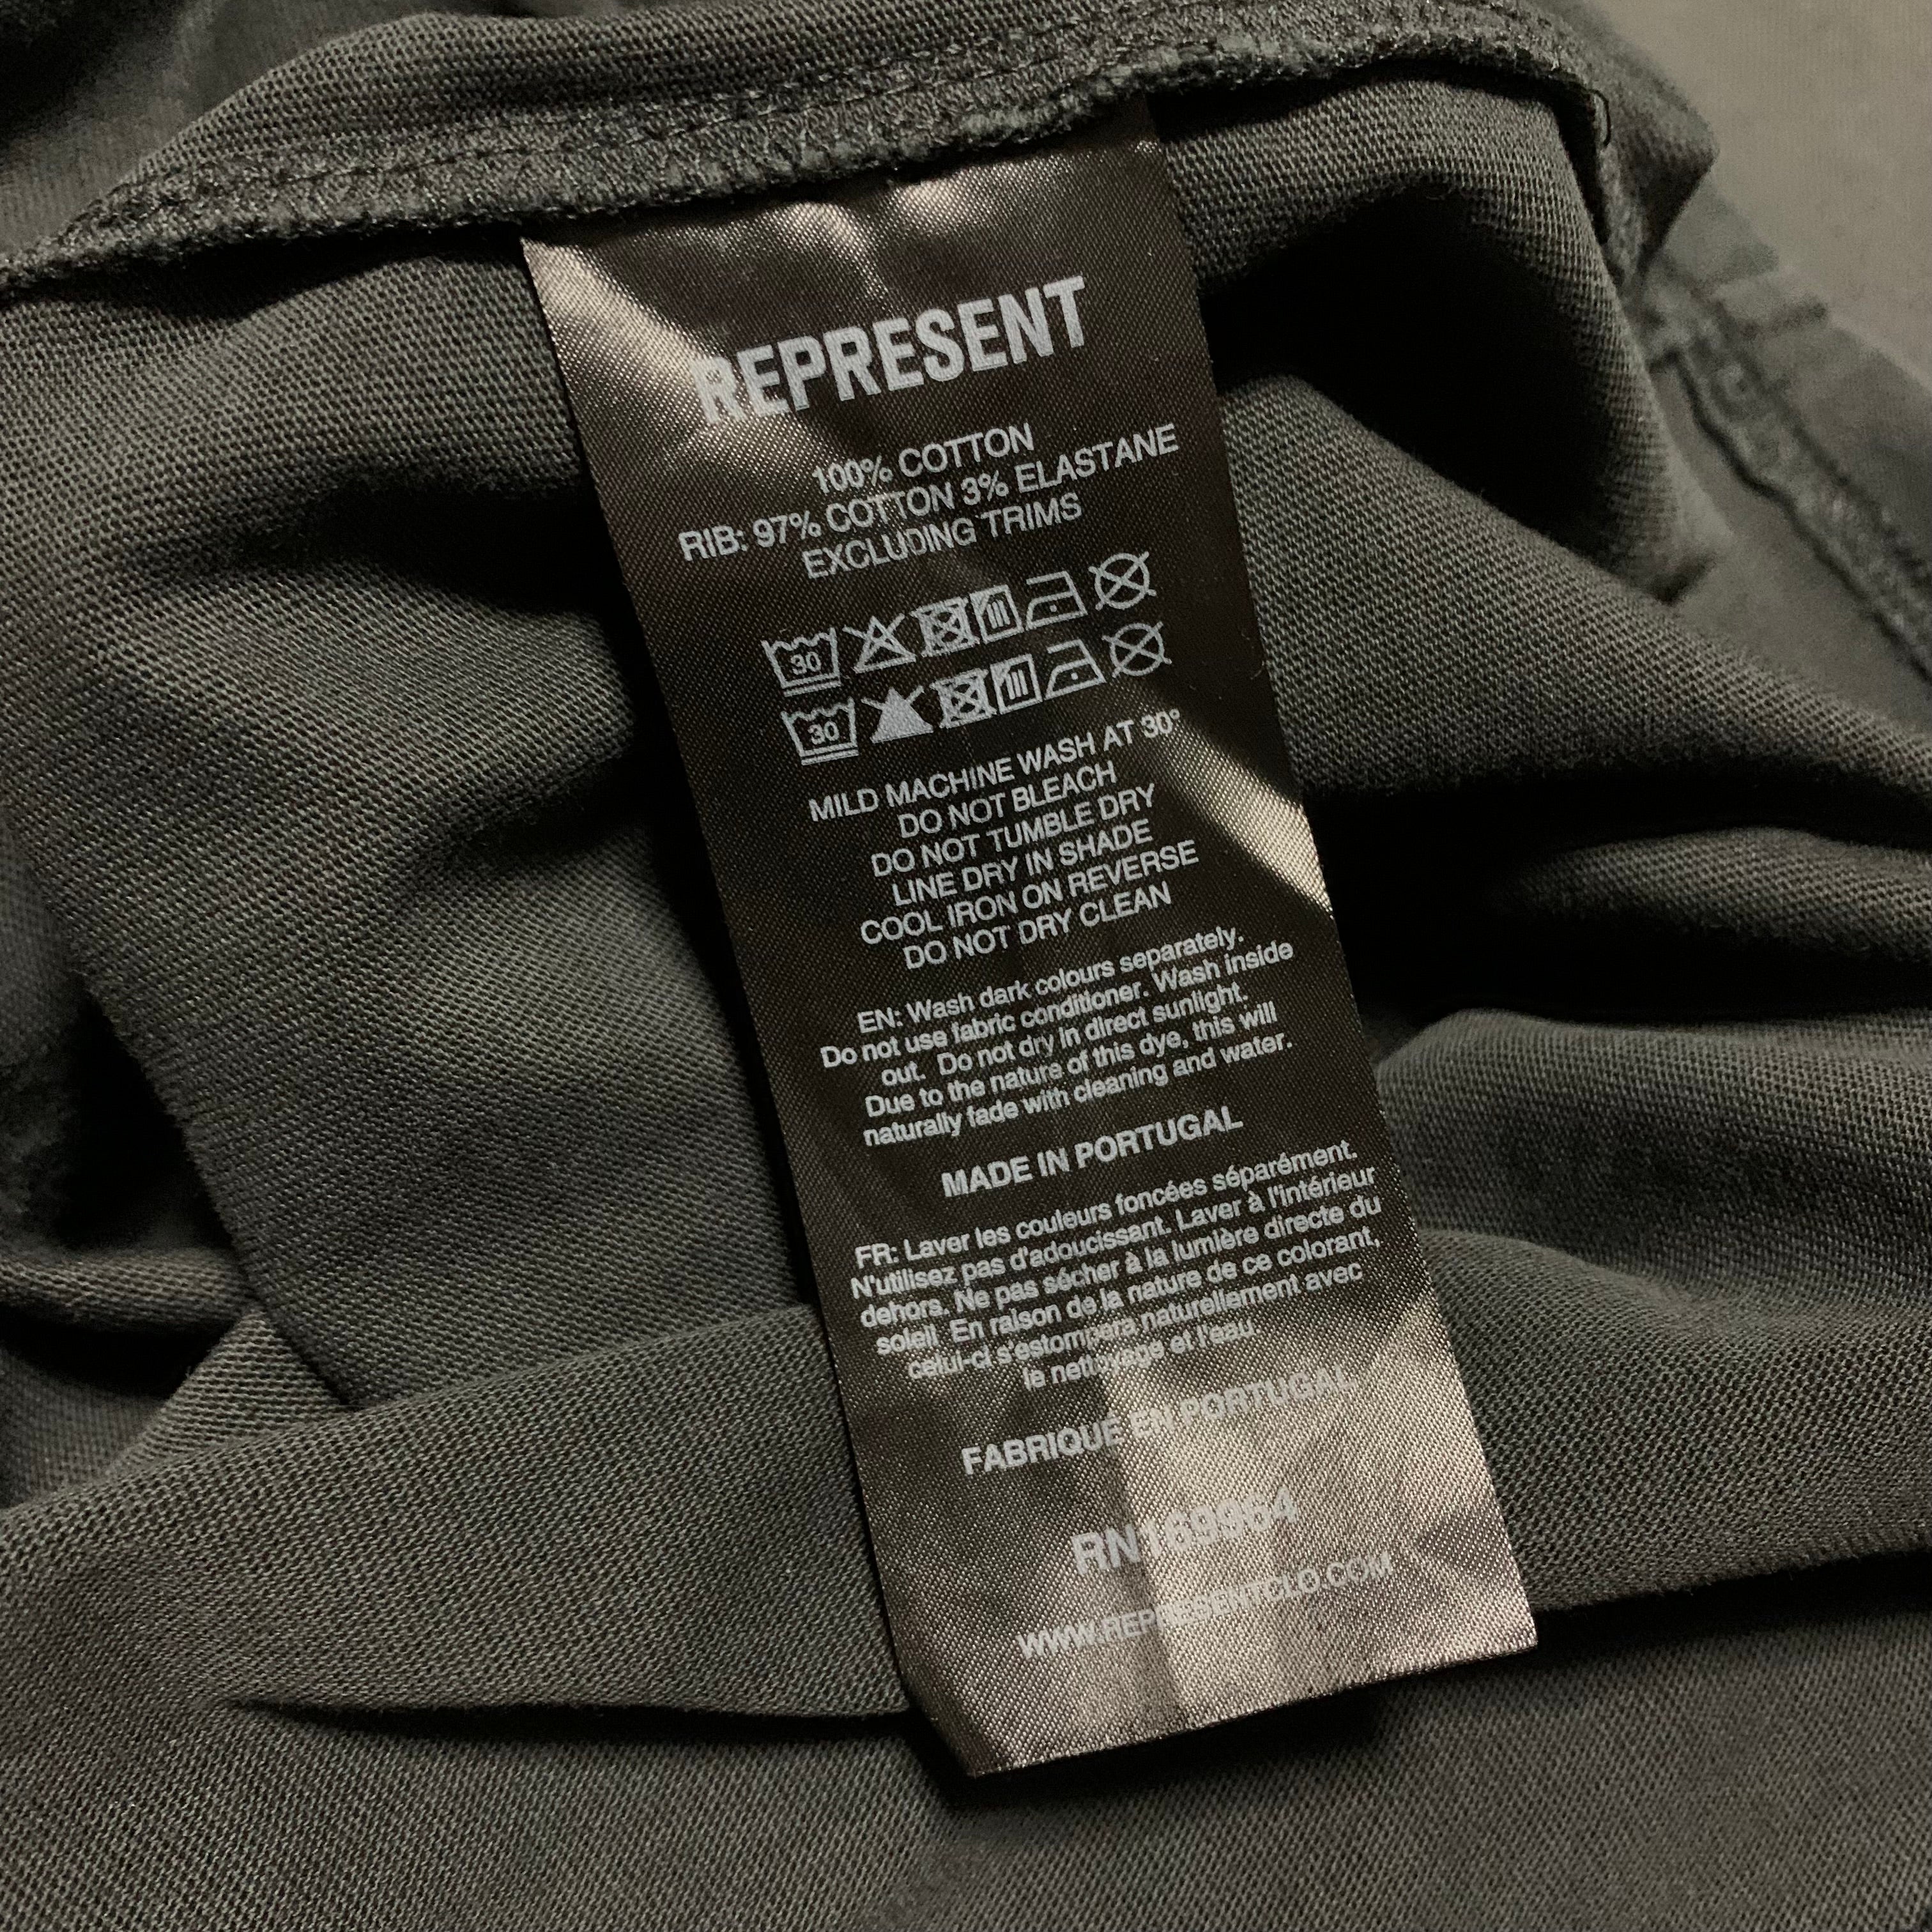 REPRESENT
100% COTTON
RIB: 97% COTTON 3% ELASTANE
EXCLUDING TRIMS
30
30
MILD MACHINE WASH AT 30°
DO NOT BLEACH
DO NOT TUMBLE DRY
LINE DRY IN SHADE
COOL IRON ON REVERSE
DO NOT DRY CLEAN
EN: Wash dark colours separately.
Do not use fabric conditioner. Wash inside
out. Do not dry in direct sunlight.
Due to the nature of this dye, this will
naturally fade with cleaning and water.
MADE IN PORTUGAL
FR: Laver les couleurs foncées séparément.
N'utilisez pas d'adoucissant. Laver à l'intérieur
dehors. Ne pas sécher à la lumière directe du
soleil. En raison de la nature de ce colorant,
celui-ci s'estompera naturellement avec
le nettoyage et l'eau.
FABRIQUE EN PORTUGAL
RN169964
WWW.REPRESENTCLO.COM